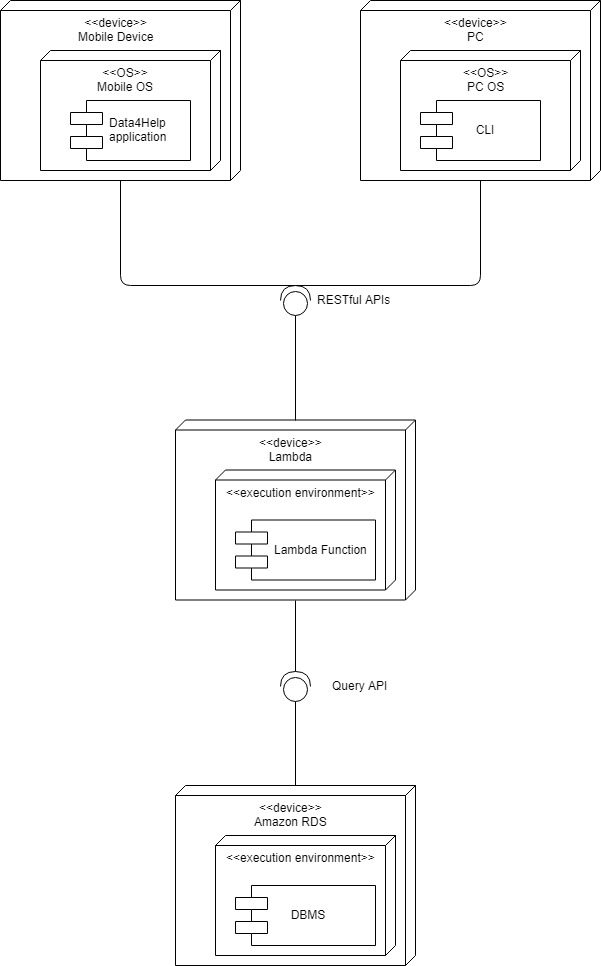 <<device>>
Mobile Device
<<OS>>
Mobile OS
Data4Help
application
<<device>>
PC
<<OS>>
PC OS
CLI
RESTful APIs
<<device>>
Lambda
<<execution environment>>
Lambda Function
Query API
<<device>>
Amazon RDS
<<execution environment>>
DBMS